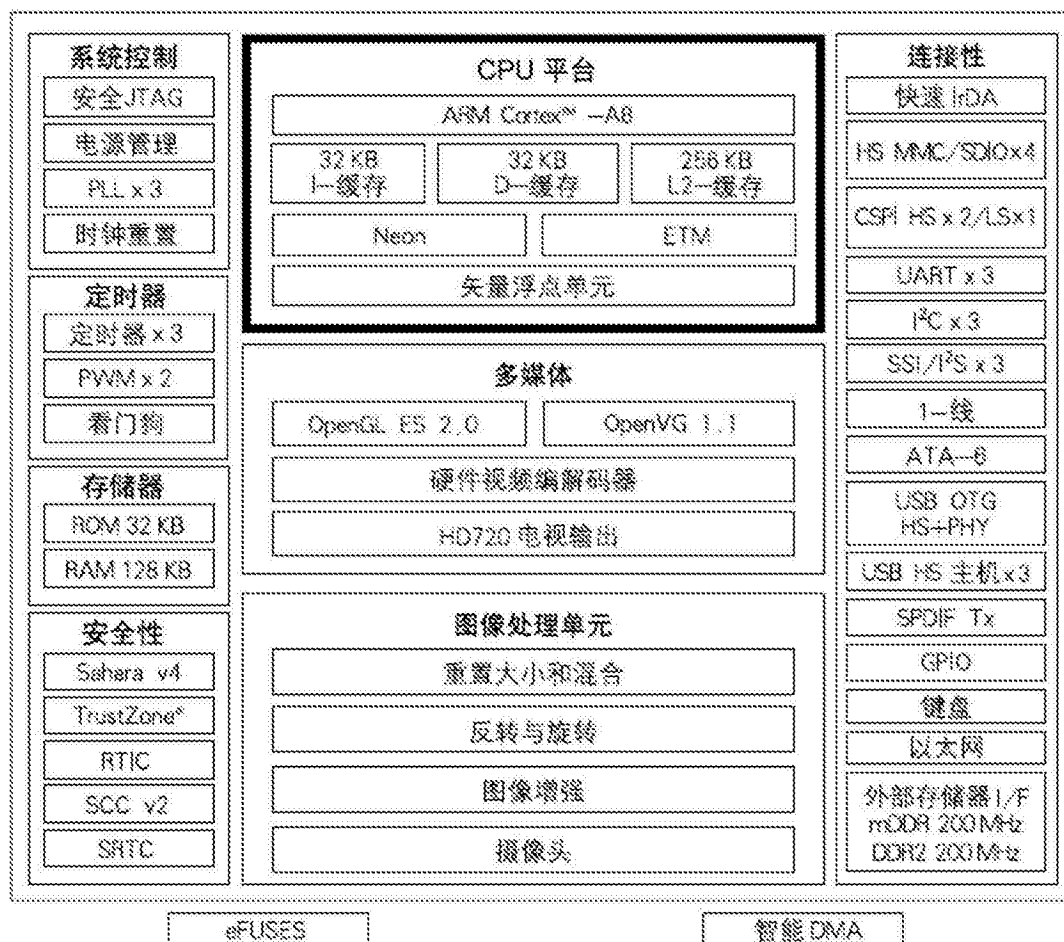 系统控制
安全JTAG
电源管理
PLL x 3
时钟重置
定时器
定时器 x 3
PWM x 2
看门狗
存储器
ROM 32 KB
RAM 128 KB
安全性
Sahara v4
TrustZone®
RTIC
SCC v2
SRTC
CPU 平台
ARM Cortex™ -A8
32 KB
I-缓存
32 KB
D-缓存
256 KB
L2-缓存
Neon
ETM
矢量浮点单元
多媒体
OpenGL ES 2.0
OpenVG 1.1
硬件视频编解码器
HD720 电视输出
图像处理单元
重置大小和混合
反转与旋转
图像增强
摄像头
连接性
快速 IrDA
HS MMC/SDIO×4
CSPI HS x 2/LS×1
UART x 3
I²C x 3
SSI/I²S x 3
1-线
ATA-6
USB OTG
HS+PHY
USB HS 主机 x3
SPDIF Tx
GPIO
键盘
以太网
外部存储器 I/F
mDDR 200 MHz
DDR2 200 MHz
eFUSES
智能 DMA